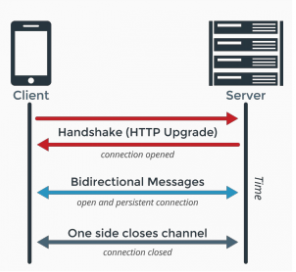 Client
Server
Handshake (HTTP Upgrade)
connection opened
Bidirectional Messages
open and persistent connection
One side closes channel
connection closed
Time